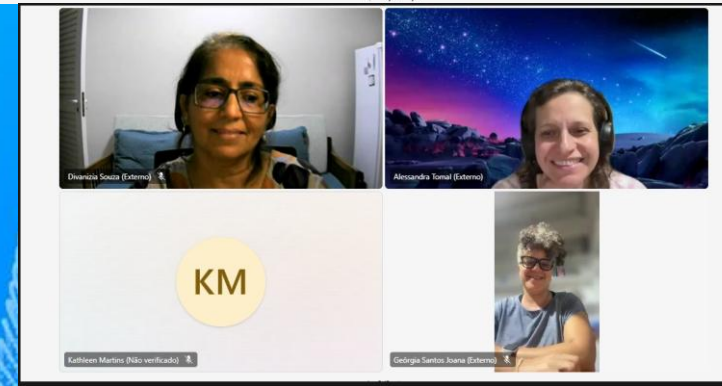 Divanizia Souza (Externo)
Alessandra Tomal (Externo)
KM
Kathleen Martins (Não verificado)
Geórgia Santos Joana (Externo)